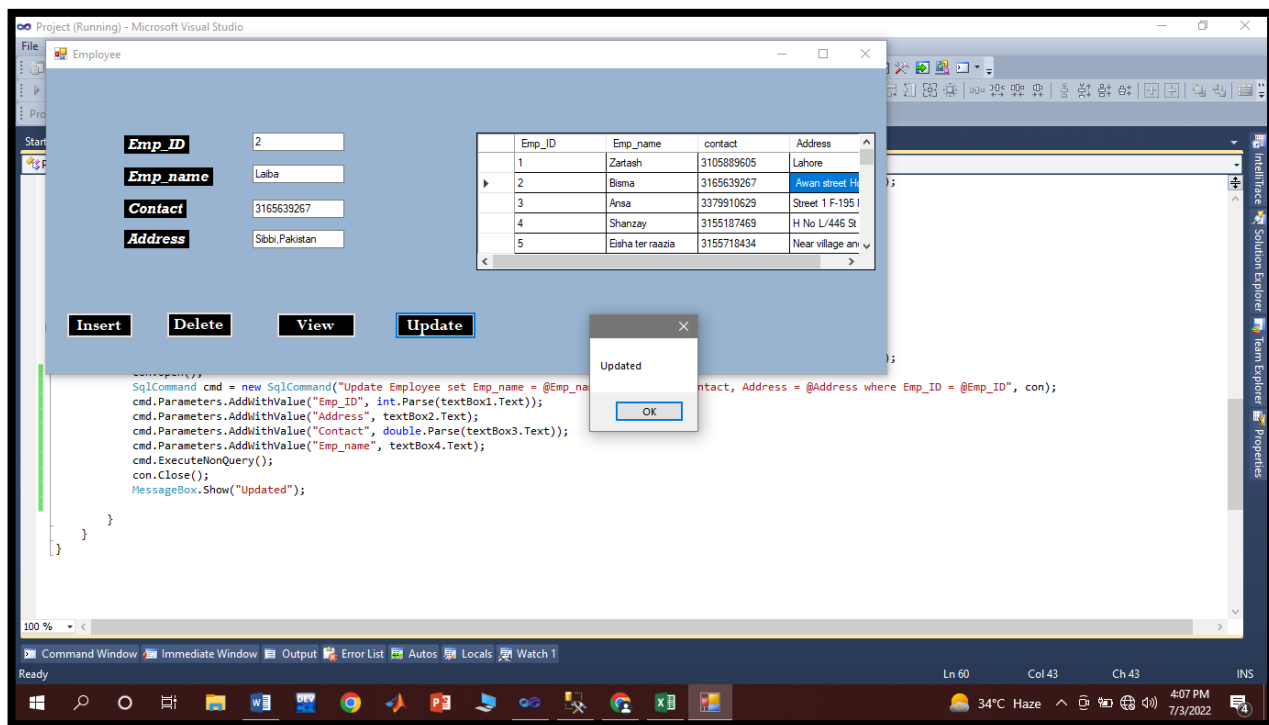 Project (Running) - Microsoft Visual Studio
File
Employee
Pro
Start
Emp_ID
2
Emp_name
Laiba
Contact
3165639267
Address
Sibbi,Pakistan
Emp_ID Emp_name contact Address
1 Zartash 3105889605 Lahore
2 Bisma 3165639267 Awan street Ho
3 Ansa 3379910629 Street 1 F-195
4 Shanzay 3155187469 H No L/446 St
5 Eisha ter raazia 3155718434 Near village an
);
Insert Delete View Update
Updated
OK
);
con.Open();
SqlCommand cmd = new SqlCommand("Update Employee set Emp_name = @Emp_na ntact, Address = @Address where Emp_ID = @Emp_ID", con);
cmd.Parameters.AddWithValue("Emp_ID", int.Parse(textBox1.Text));
cmd.Parameters.AddWithValue("Address", textBox2.Text);
cmd.Parameters.AddWithValue("Contact", double.Parse(textBox3.Text));
cmd.Parameters.AddWithValue("Emp_name", textBox4.Text);
cmd.ExecuteNonQuery();
con.Close();
MessageBox.Show("Updated");
}
}
}
IntelliTrace
Solution Explorer
Team Explorer
Properties
100 %
Command Window Immediate Window Output Error List Autos Locals Watch 1
Ready Ln 60 Col 43 Ch 43 INS
34°C Haze 4:07 PM
7/3/2022
4